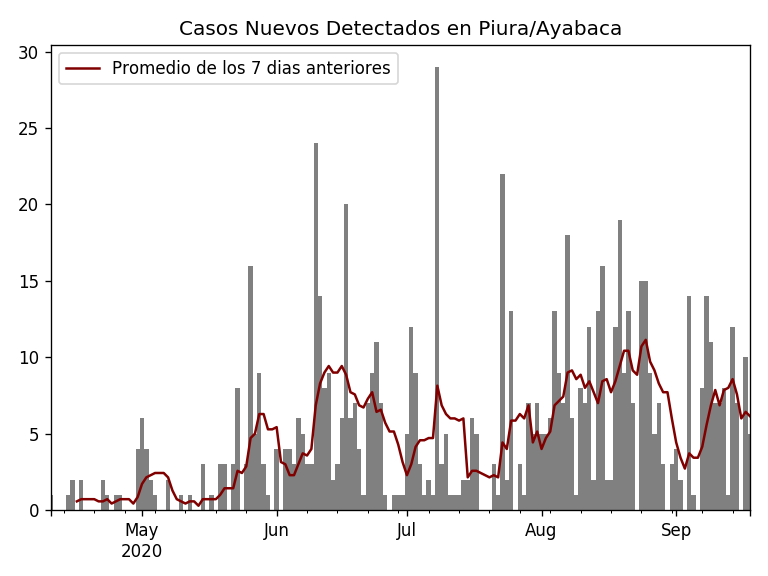 Casos Nuevos Detectados en Piura/Ayabaca
Promedio de los 7 dias anteriores
30
25
20
15
10
5
0
May
2020
Jun
Jul
Aug
Sep